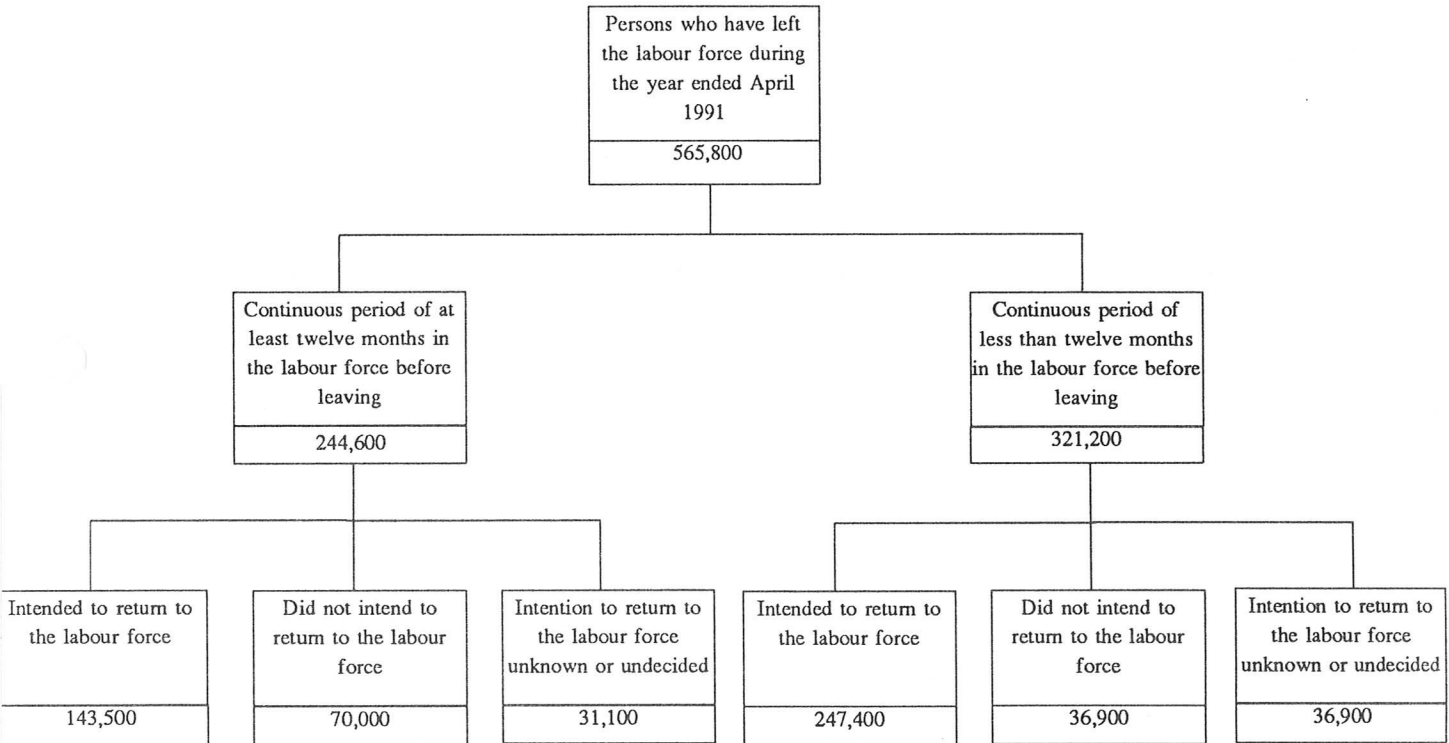 Persons who have left
the labour force during
the year ended April
1991
565,800
Continuous period of at
least twelve months in
the labour force before
leaving
244,600
Continuous period of
less than twelve months
in the labour force before
leaving
321,200
Intended to return to
the labour force
143,500
Did not intend to
return to the labour
force
70,000
Intention to return to
the labour force
unknown or undecided
31,100
Intended to return to
the labour force
247,400
Did not intend to
return to the labour
force
36,900
Intention to return to
the labour force
unknown or undecided
36,900